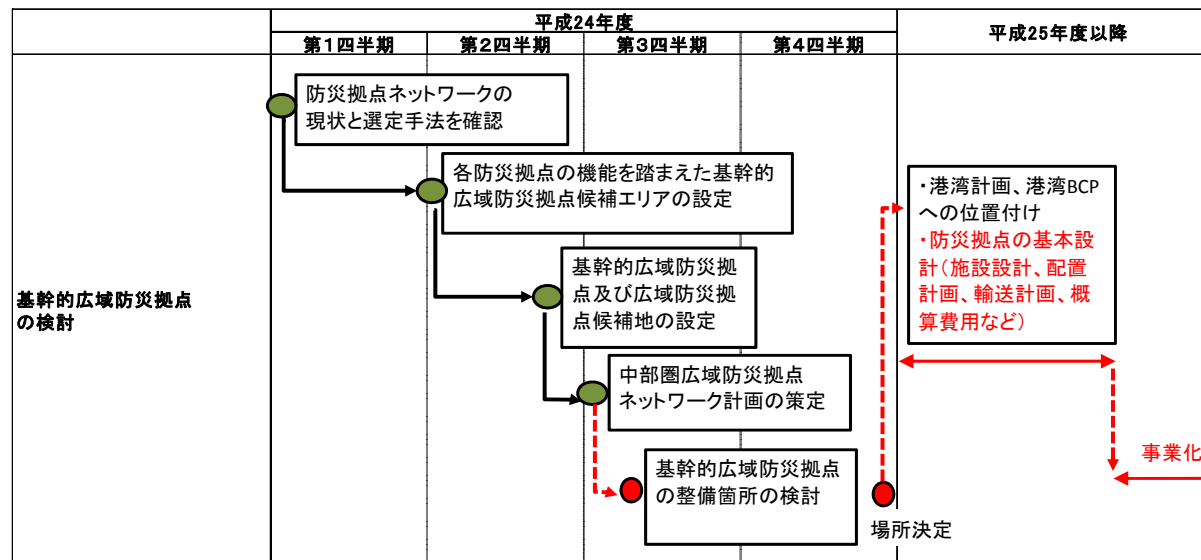 平成24年度
平成25年度以降
第1四半期
第2四半期
第3四半期
第4四半期
基幹的広域防災拠点
の検討
防災拠点ネットワークの
現状と選定手法を確認
各防災拠点の機能を踏まえた基幹的
広域防災拠点候補エリアの設定
基幹的広域防災拠
点及び広域防災拠
点候補地の設定
中部圏広域防災拠点
ネットワーク計画の策定
基幹的広域防災拠点
の整備箇所の検討
場所決定
・港湾計画、港湾BCP
への位置付け
・防災拠点の基本設
計(施設設計、配置
計画、輸送計画、概
算費用など)
事業化